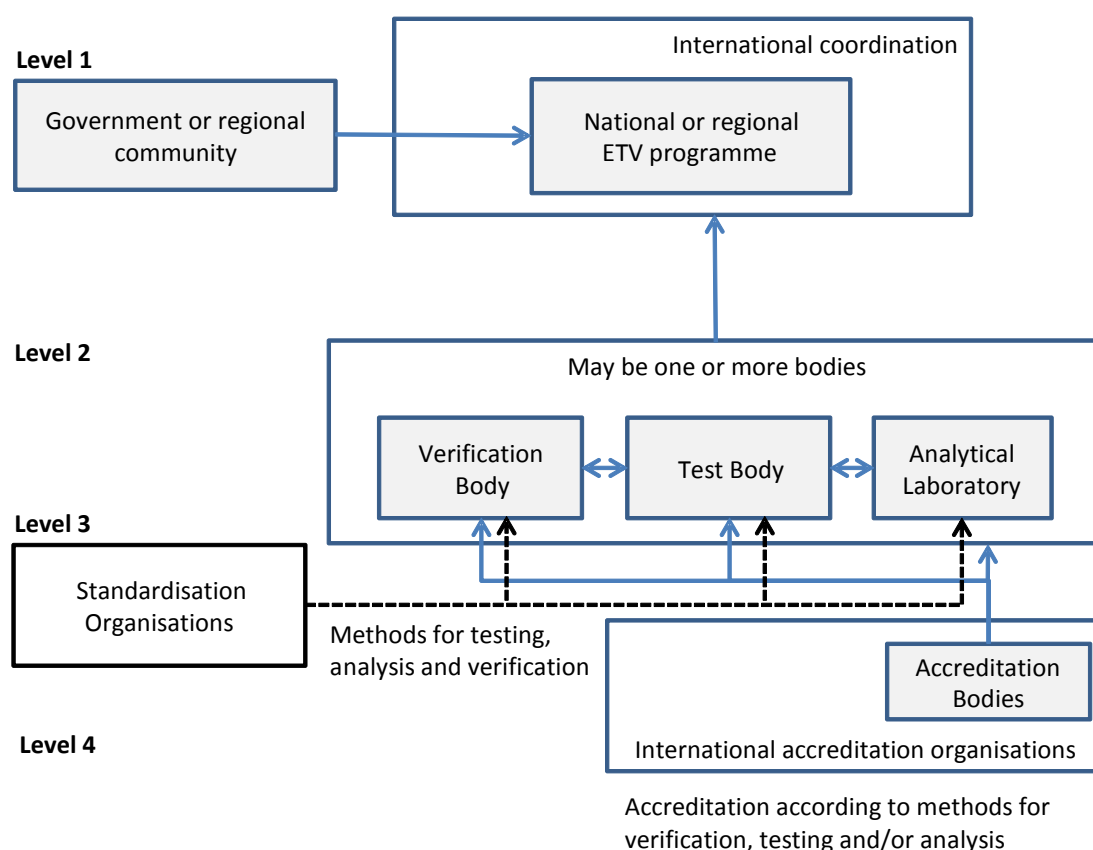 International coordination
Level 1
Government or regional
community
National or regional
ETV programme
Level 2
May be one or more bodies
Verification
Body
Test Body
Analytical
Laboratory
Level 3
Standardisation
Organisations
Methods for testing,
analysis and verification
Accreditation
Bodies
Level 4
International accreditation organisations
Accreditation according to methods for
verification, testing and/or analysis